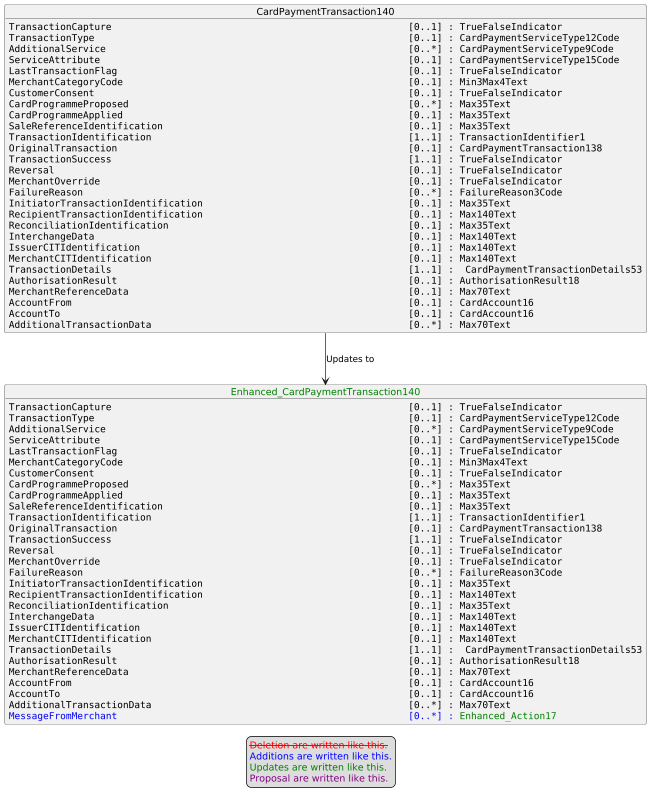 CardPaymentTransaction140
TransactionCapture [0..1] : TrueFalseIndicator
TransactionType [0..1] : CardPaymentServiceType12Code
AdditionalService [0..*] : CardPaymentServiceType9Code
ServiceAttribute [0..1] : CardPaymentServiceType15Code
LastTransactionFlag [0..1] : TrueFalseIndicator
MerchantCategoryCode [0..1] : Min3Max4Text
CustomerConsent [0..1] : TrueFalseIndicator
CardProgrammeProposed [0..*] : Max35Text
CardProgrammeApplied [0..1] : Max35Text
SaleReferenceIdentification [0..1] : Max35Text
TransactionIdentification [1..1] : TransactionIdentifier1
OriginalTransaction [0..1] : CardPaymentTransaction138
TransactionSuccess [1..1] : TrueFalseIndicator
Reversal [0..1] : TrueFalseIndicator
MerchantOverride [0..1] : TrueFalseIndicator
FailureReason [0..*] : FailureReason3Code
InitiatorTransactionIdentification [0..1] : Max35Text
RecipientTransactionIdentification [0..1] : Max140Text
ReconciliationIdentification [0..1] : Max35Text
InterchangeData [0..1] : Max140Text
IssuerCITIdentification [0..1] : Max140Text
MerchantCITIdentification [0..1] : Max140Text
TransactionDetails [1..1] : CardPaymentTransactionDetails53
AuthorisationResult [0..1] : AuthorisationResult18
MerchantReferenceData [0..1] : Max70Text
AccountFrom [0..1] : CardAccount16
AccountTo [0..1] : CardAccount16
AdditionalTransactionData [0..*] : Max70Text
Updates to
Enhanced_CardPaymentTransaction140
TransactionCapture [0..1] : TrueFalseIndicator
TransactionType [0..1] : CardPaymentServiceType12Code
AdditionalService [0..*] : CardPaymentServiceType9Code
ServiceAttribute [0..1] : CardPaymentServiceType15Code
LastTransactionFlag [0..1] : TrueFalseIndicator
MerchantCategoryCode [0..1] : Min3Max4Text
CustomerConsent [0..1] : TrueFalseIndicator
CardProgrammeProposed [0..*] : Max35Text
CardProgrammeApplied [0..1] : Max35Text
SaleReferenceIdentification [0..1] : Max35Text
TransactionIdentification [1..1] : TransactionIdentifier1
OriginalTransaction [0..1] : CardPaymentTransaction138
TransactionSuccess [1..1] : TrueFalseIndicator
Reversal [0..1] : TrueFalseIndicator
MerchantOverride [0..1] : TrueFalseIndicator
FailureReason [0..*] : FailureReason3Code
InitiatorTransactionIdentification [0..1] : Max35Text
RecipientTransactionIdentification [0..1] : Max140Text
ReconciliationIdentification [0..1] : Max35Text
InterchangeData [0..1] : Max140Text
IssuerCITIdentification [0..1] : Max140Text
MerchantCITIdentification [0..1] : Max140Text
TransactionDetails [1..1] : CardPaymentTransactionDetails53
AuthorisationResult [0..1] : AuthorisationResult18
MerchantReferenceData [0..1] : Max70Text
AccountFrom [0..1] : CardAccount16
AccountTo [0..1] : CardAccount16
AdditionalTransactionData [0..*] : Max70Text
MessageFromMerchant [0..*] : Enhanced_Action17
Deletion are written like this.
Additions are written like this.
Updates are written like this.
Proposal are written like this.